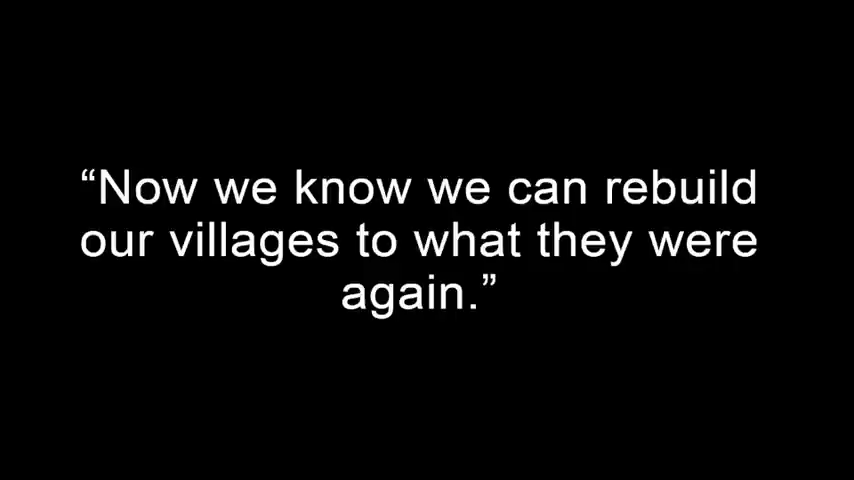 “Now we know we can rebuild
our villages to what they were
again.”